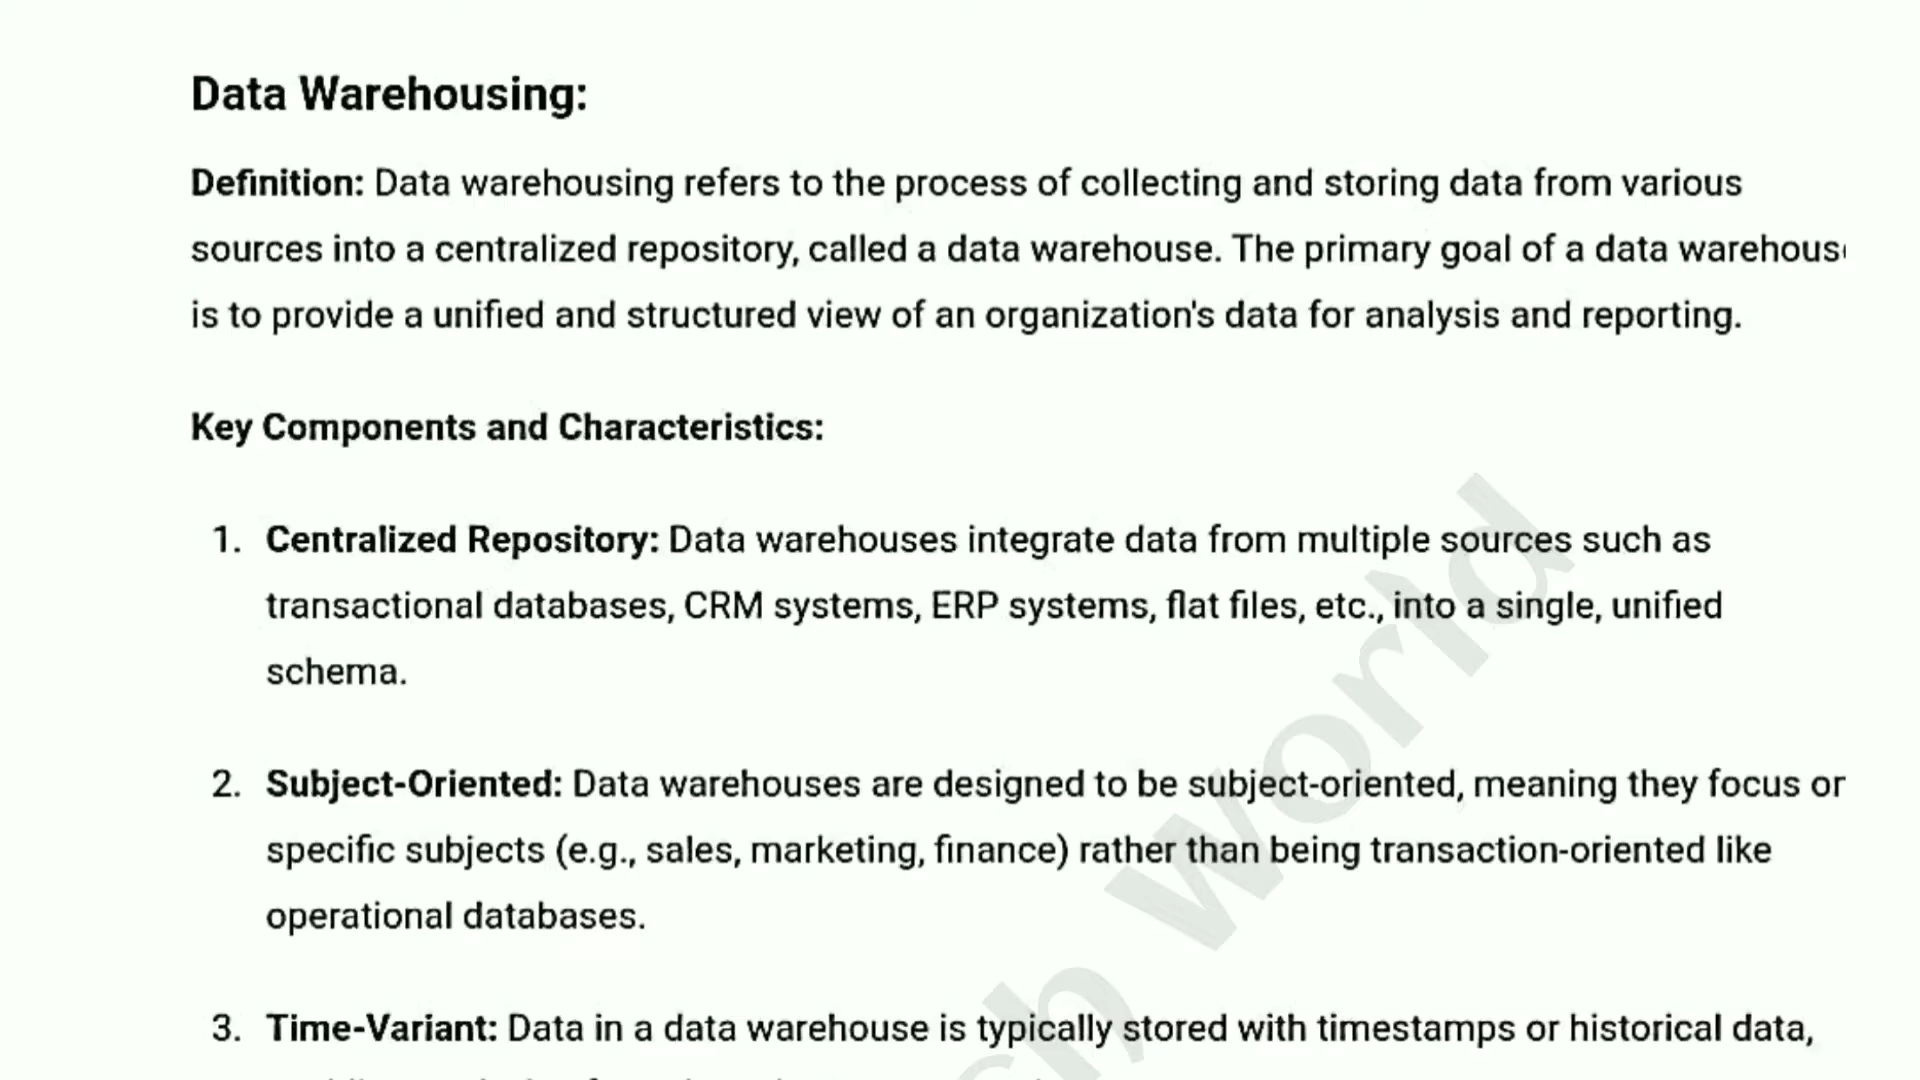 Data Warehousing:
Definition: Data warehousing refers to the process of collecting and storing data from various
sources into a centralized repository, called a data warehouse. The primary goal of a data warehouse
is to provide a unified and structured view of an organization's data for analysis and reporting.
Key Components and Characteristics:
1. Centralized Repository: Data warehouses integrate data from multiple sources such as
transactional databases, CRM systems, ERP systems, flat files, etc., into a single, unified
schema.
2. Subject-Oriented: Data warehouses are designed to be subject-oriented, meaning they focus on
specific subjects (e.g., sales, marketing, finance) rather than being transaction-oriented like
operational databases.
3. Time-Variant: Data in a data warehouse is typically stored with timestamps or historical data,
world